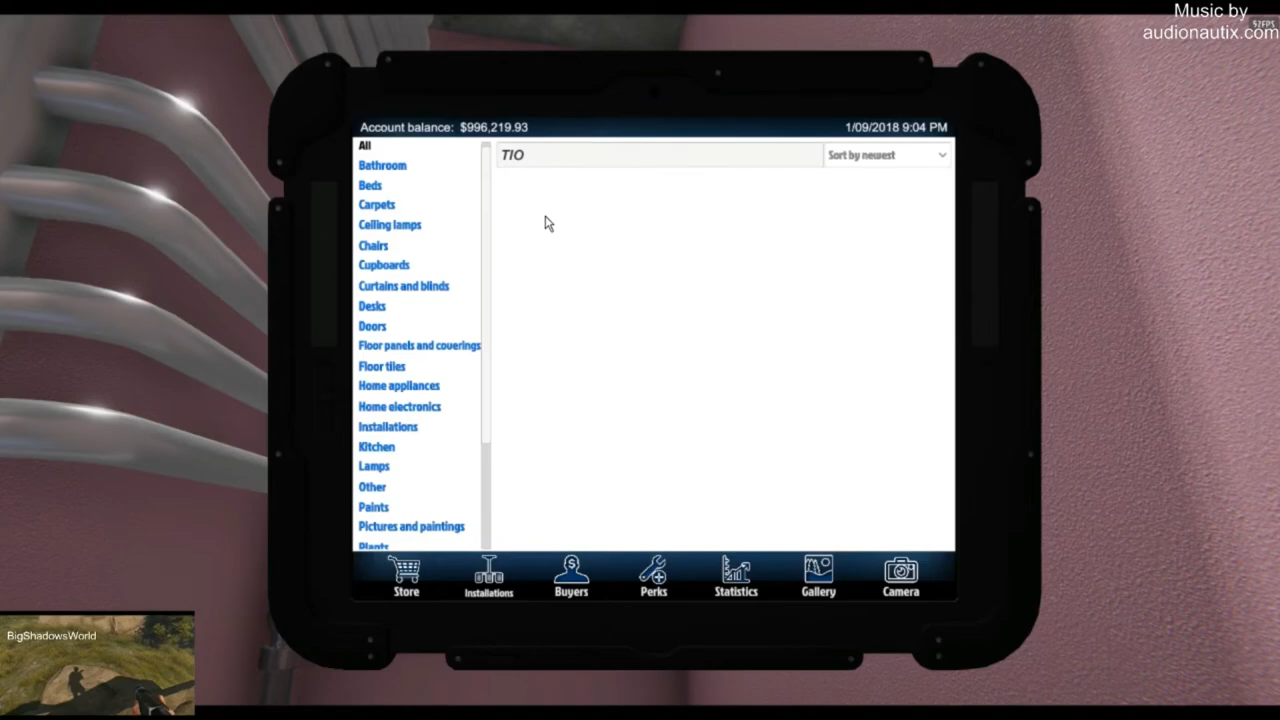 Music by
audionautix.com
57FPS
Account balance: $996,219.93
1/09/2018 9:04 PM
All
Bathroom
Beds
Carpets
Ceiling lamps
Chairs
Cupboards
Curtains and blinds
Desks
Doors
Floor panels and coverings
Floor tiles
Home appliances
Home electronics
Installations
Kitchen
Lamps
Other
Paints
Pictures and paintings
Plants
TIO
Sort by newest
Store
Installations
Buyers
Perks
Statistics
Gallery
Camera
BigShadowsWorld